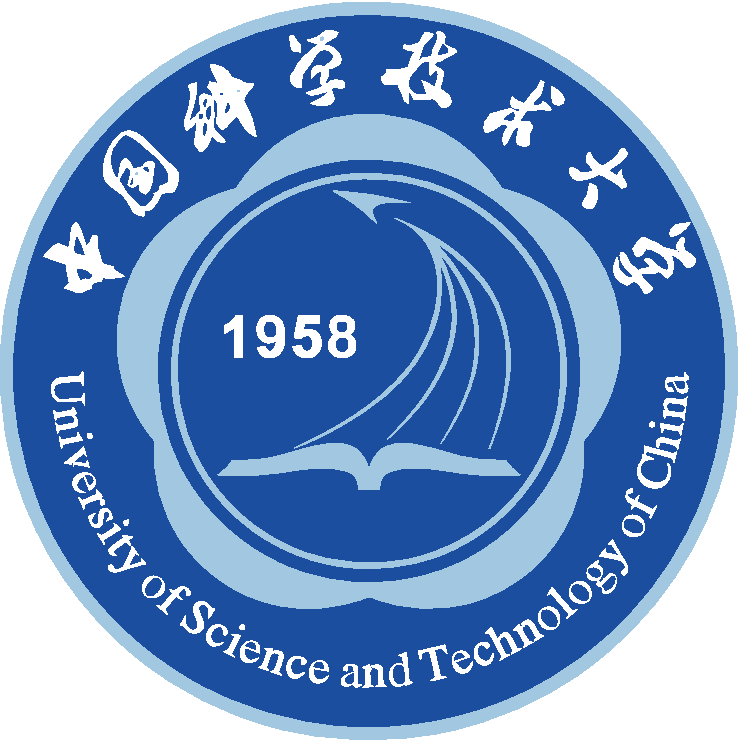 中国科学技术大学
1958
University of Science and Technology of China